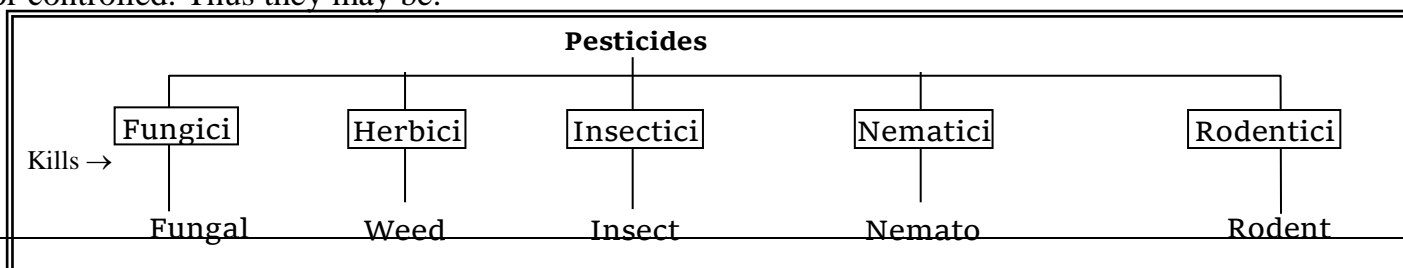 or controlled. Thus they may be:
Pesticides
Fungici Herbici Insectici Nematici Rodentici
Kills →
Fungal Weed Insect Nemato Rodent